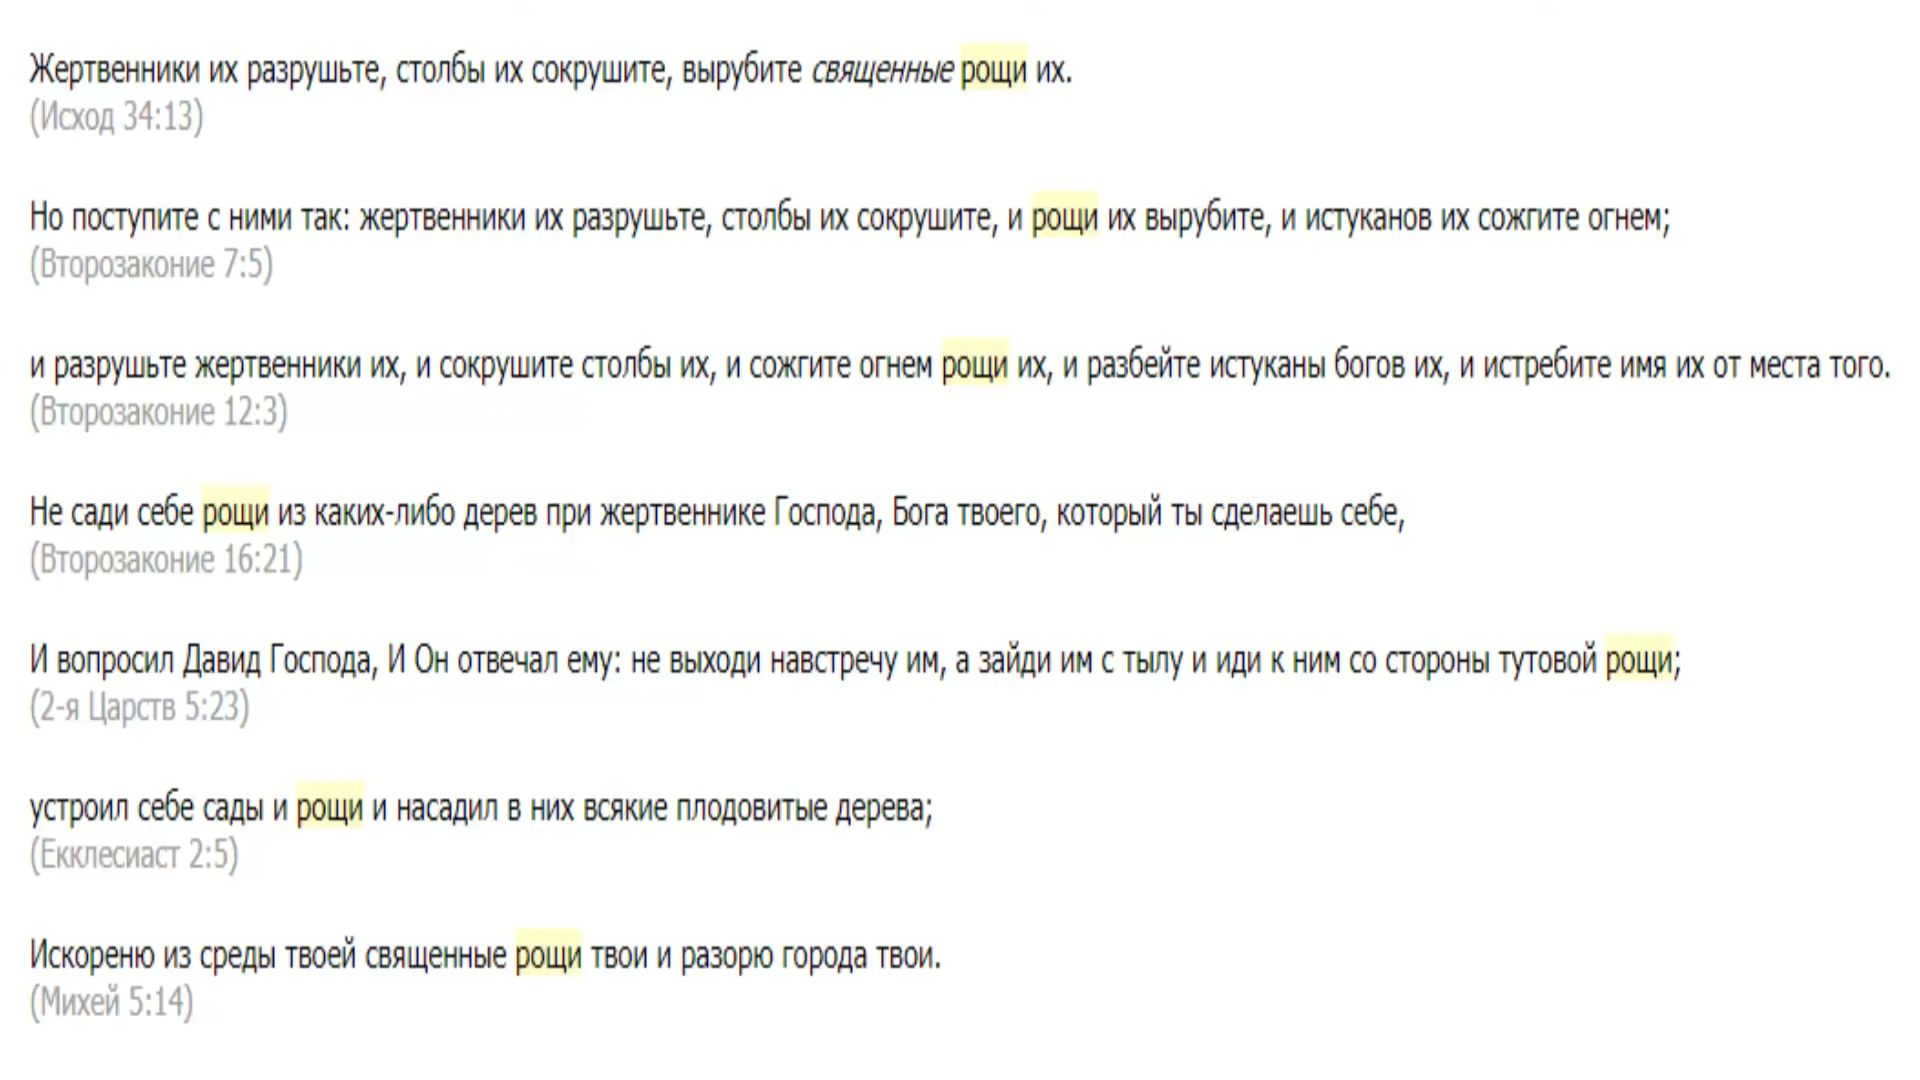 Жертвенники их разрушьте, столбы их сокрушите, вырубите священные рощи их.
(Исход 34:13)
Но поступите с ними так: жертвенники их разрушьте, столбы их сокрушите, и рощи их вырубите, и истуканов их сожгите огнем;
(Второзаконие 7:5)
и разрушьте жертвенники их, и сокрушите столбы их, и сожгите огнем рощи их, и разбейте истуканы богов их, и истребите имя их от места того.
(Второзаконие 12:3)
Не сади себе рощи из каких-либо дерев при жертвеннике Господа, Бога твоего, который ты сделаешь себе,
(Второзаконие 16:21)
И вопросил Давид Господа, И Он отвечал ему: не выходи навстречу им, а зайди им с тылу и иди к ним со стороны тутовой рощи;
(2-я Царств 5:23)
устроил себе сады и рощи и насадил в них всякие плодовитые дерева;
(Екклесиаст 2:5)
Искореню из среды твоей священные рощи твои и разорю города твои.
(Михей 5:14)